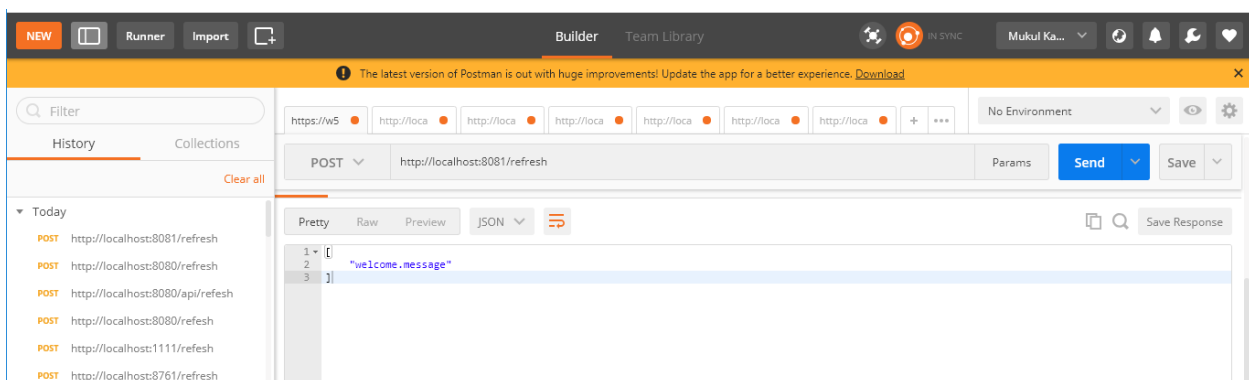 NEW Runner Import Builder Team Library IN SYNC Mukul Ka...
The latest version of Postman is out with huge improvements! Update the app for a better experience. Download
Filter
History Collections
Clear all
Today
POST http://localhost:8081/refresh
POST http://localhost:8080/refresh
POST http://localhost:8080/api/refesh
POST http://localhost:8080/refesh
POST http://localhost:1111/refesh
POST http://localhost:8761/refresh
https://w5 http://loca http://loca http://loca http://loca http://loca http://loca + ••• No Environment
POST http://localhost:8081/refresh Params Send Save
Pretty Raw Preview JSON Save Response
1 [
2 "welcome.message"
3 ]